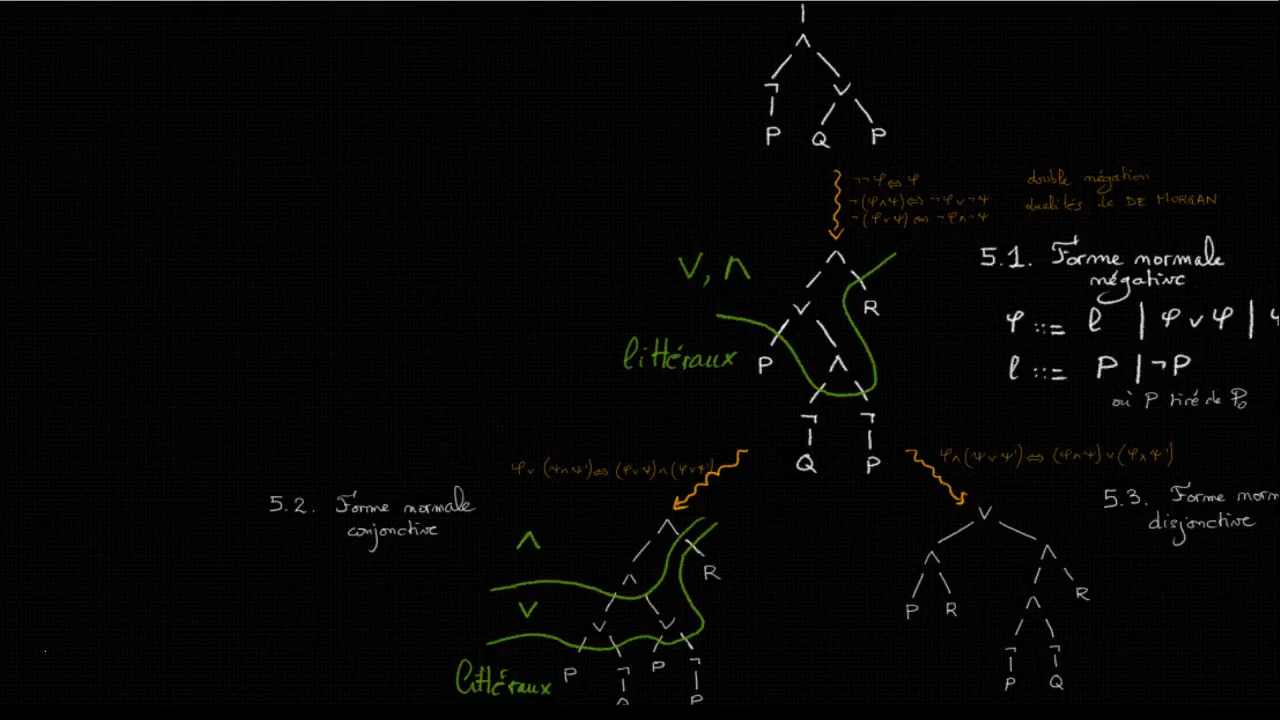 ∧
¬ ∨
P Q P
¬¬φ ⇔ φ double négation
¬(φ∧ψ) ⇔ ¬φ∨¬ψ dualités de DE MORGAN
¬(φ∨ψ) ⇔ ¬φ∧¬ψ
∨, ∧
∧
∨ R
littéraux
P ∧
¬ ¬
Q P
5.1. Forme normale
négative
φ ::= l | φ ∨ φ |
l ::= P | ¬P
où P tiré de P₀
φ∨(ψ∧ψ') ⇔ (φ∨ψ)∧(φ∨ψ')
φ∧(ψ∨ψ') ⇔ (φ∧ψ)∨(φ∧ψ')
5.2. Forme normale
conjonctive
∧
∧
∧ R
∨
∨ ∨
littéraux
P ¬ P ¬
Q P
5.3. Forme norm
disjonctive
∨
∧ ∧
P R ∧ R
¬ ¬
P Q